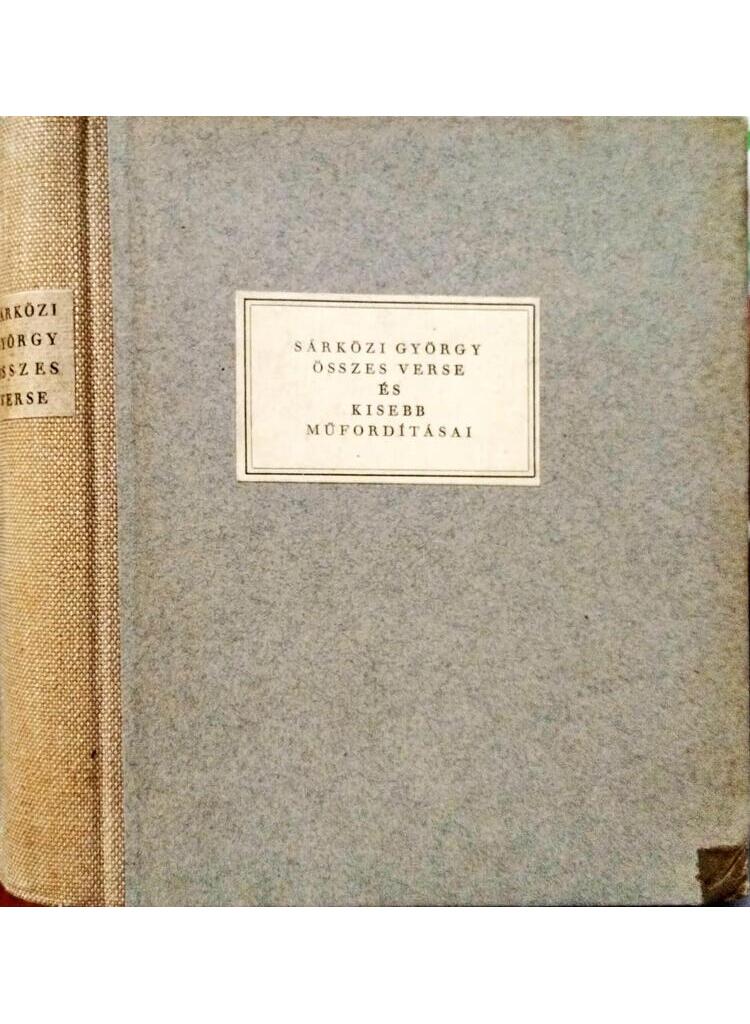 SÁRKÖZI GYÖRGY
ÖSSZES VERSE
ÉS
KISEBB
MŰFORDÍTÁSAI
ÁRKÖZI
YÖRGY
SSZES
VERSE